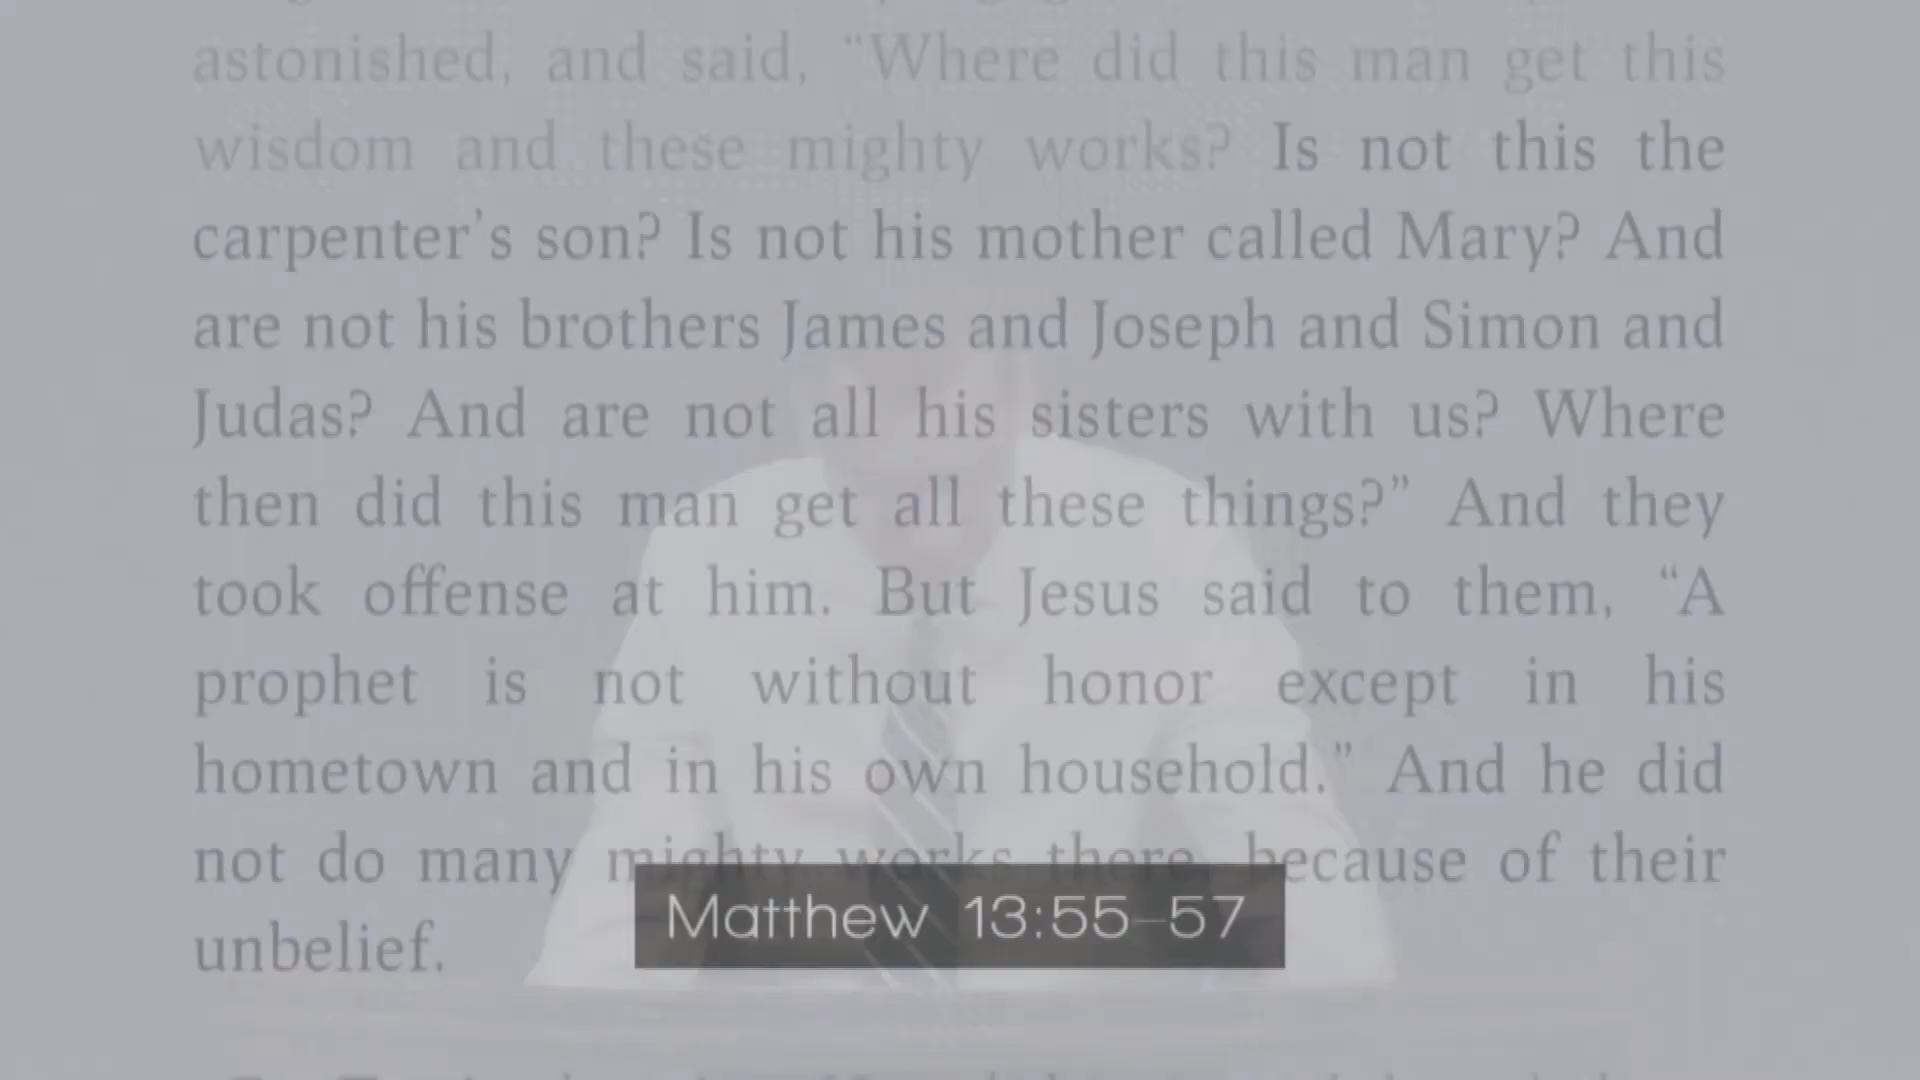 astonished, and said, “Where did this man get this
wisdom and these mighty works? Is not this the
carpenter’s son? Is not his mother called Mary? And
are not his brothers James and Joseph and Simon and
Judas? And are not all his sisters with us? Where
then did this man get all these things?” And they
took offense at him. But Jesus said to them, “A
prophet is not without honor except in his
hometown and in his own household.” And he did
not do many mighty works there, because of their
unbelief.
Matthew 13:55–57